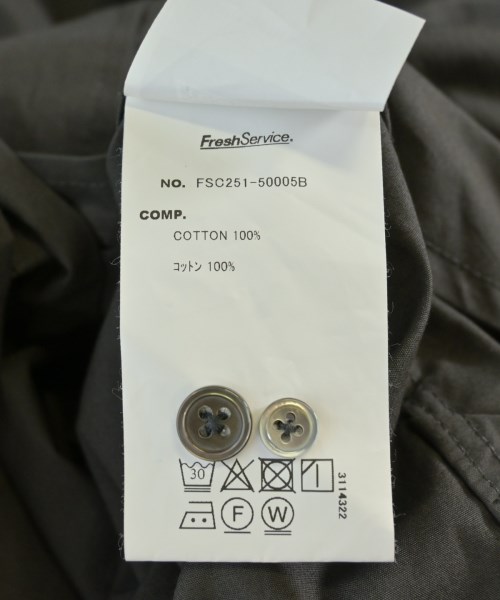 FreshService.
NO. FSC251-50005B
COMP.
COTTON 100%
コットン 100%
30
F
W
3114322